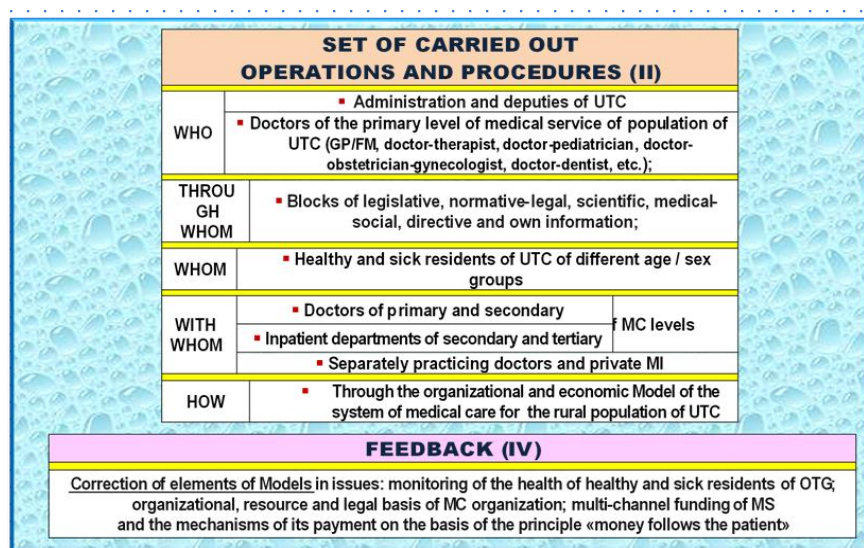 SET OF CARRIED OUT
OPERATIONS AND PROCEDURES (II)
WHO
▪ Administration and deputies of UTC
▪ Doctors of the primary level of medical service of population of
UTC (GP/FM, doctor-therapist, doctor-pediatrician, doctor-
obstetrician-gynecologist, doctor-dentist, etc.);
THROU
GH
WHOM
▪ Blocks of legislative, normative-legal, scientific, medical-
social, directive and own information;
WHOM
▪ Healthy and sick residents of UTC of different age / sex
groups
WITH
WHOM
▪ Doctors of primary and secondary
▪ Inpatient departments of secondary and tertiary
f MC levels
▪ Separately practicing doctors and private MI
HOW
▪ Through the organizational and economic Model of the
system of medical care for the rural population of UTC
FEEDBACK (IV)
Correction of elements of Models in issues: monitoring of the health of healthy and sick residents of OTG;
organizational, resource and legal basis of MC organization; multi-channel funding of MS
and the mechanisms of its payment on the basis of the principle «money follows the patient»